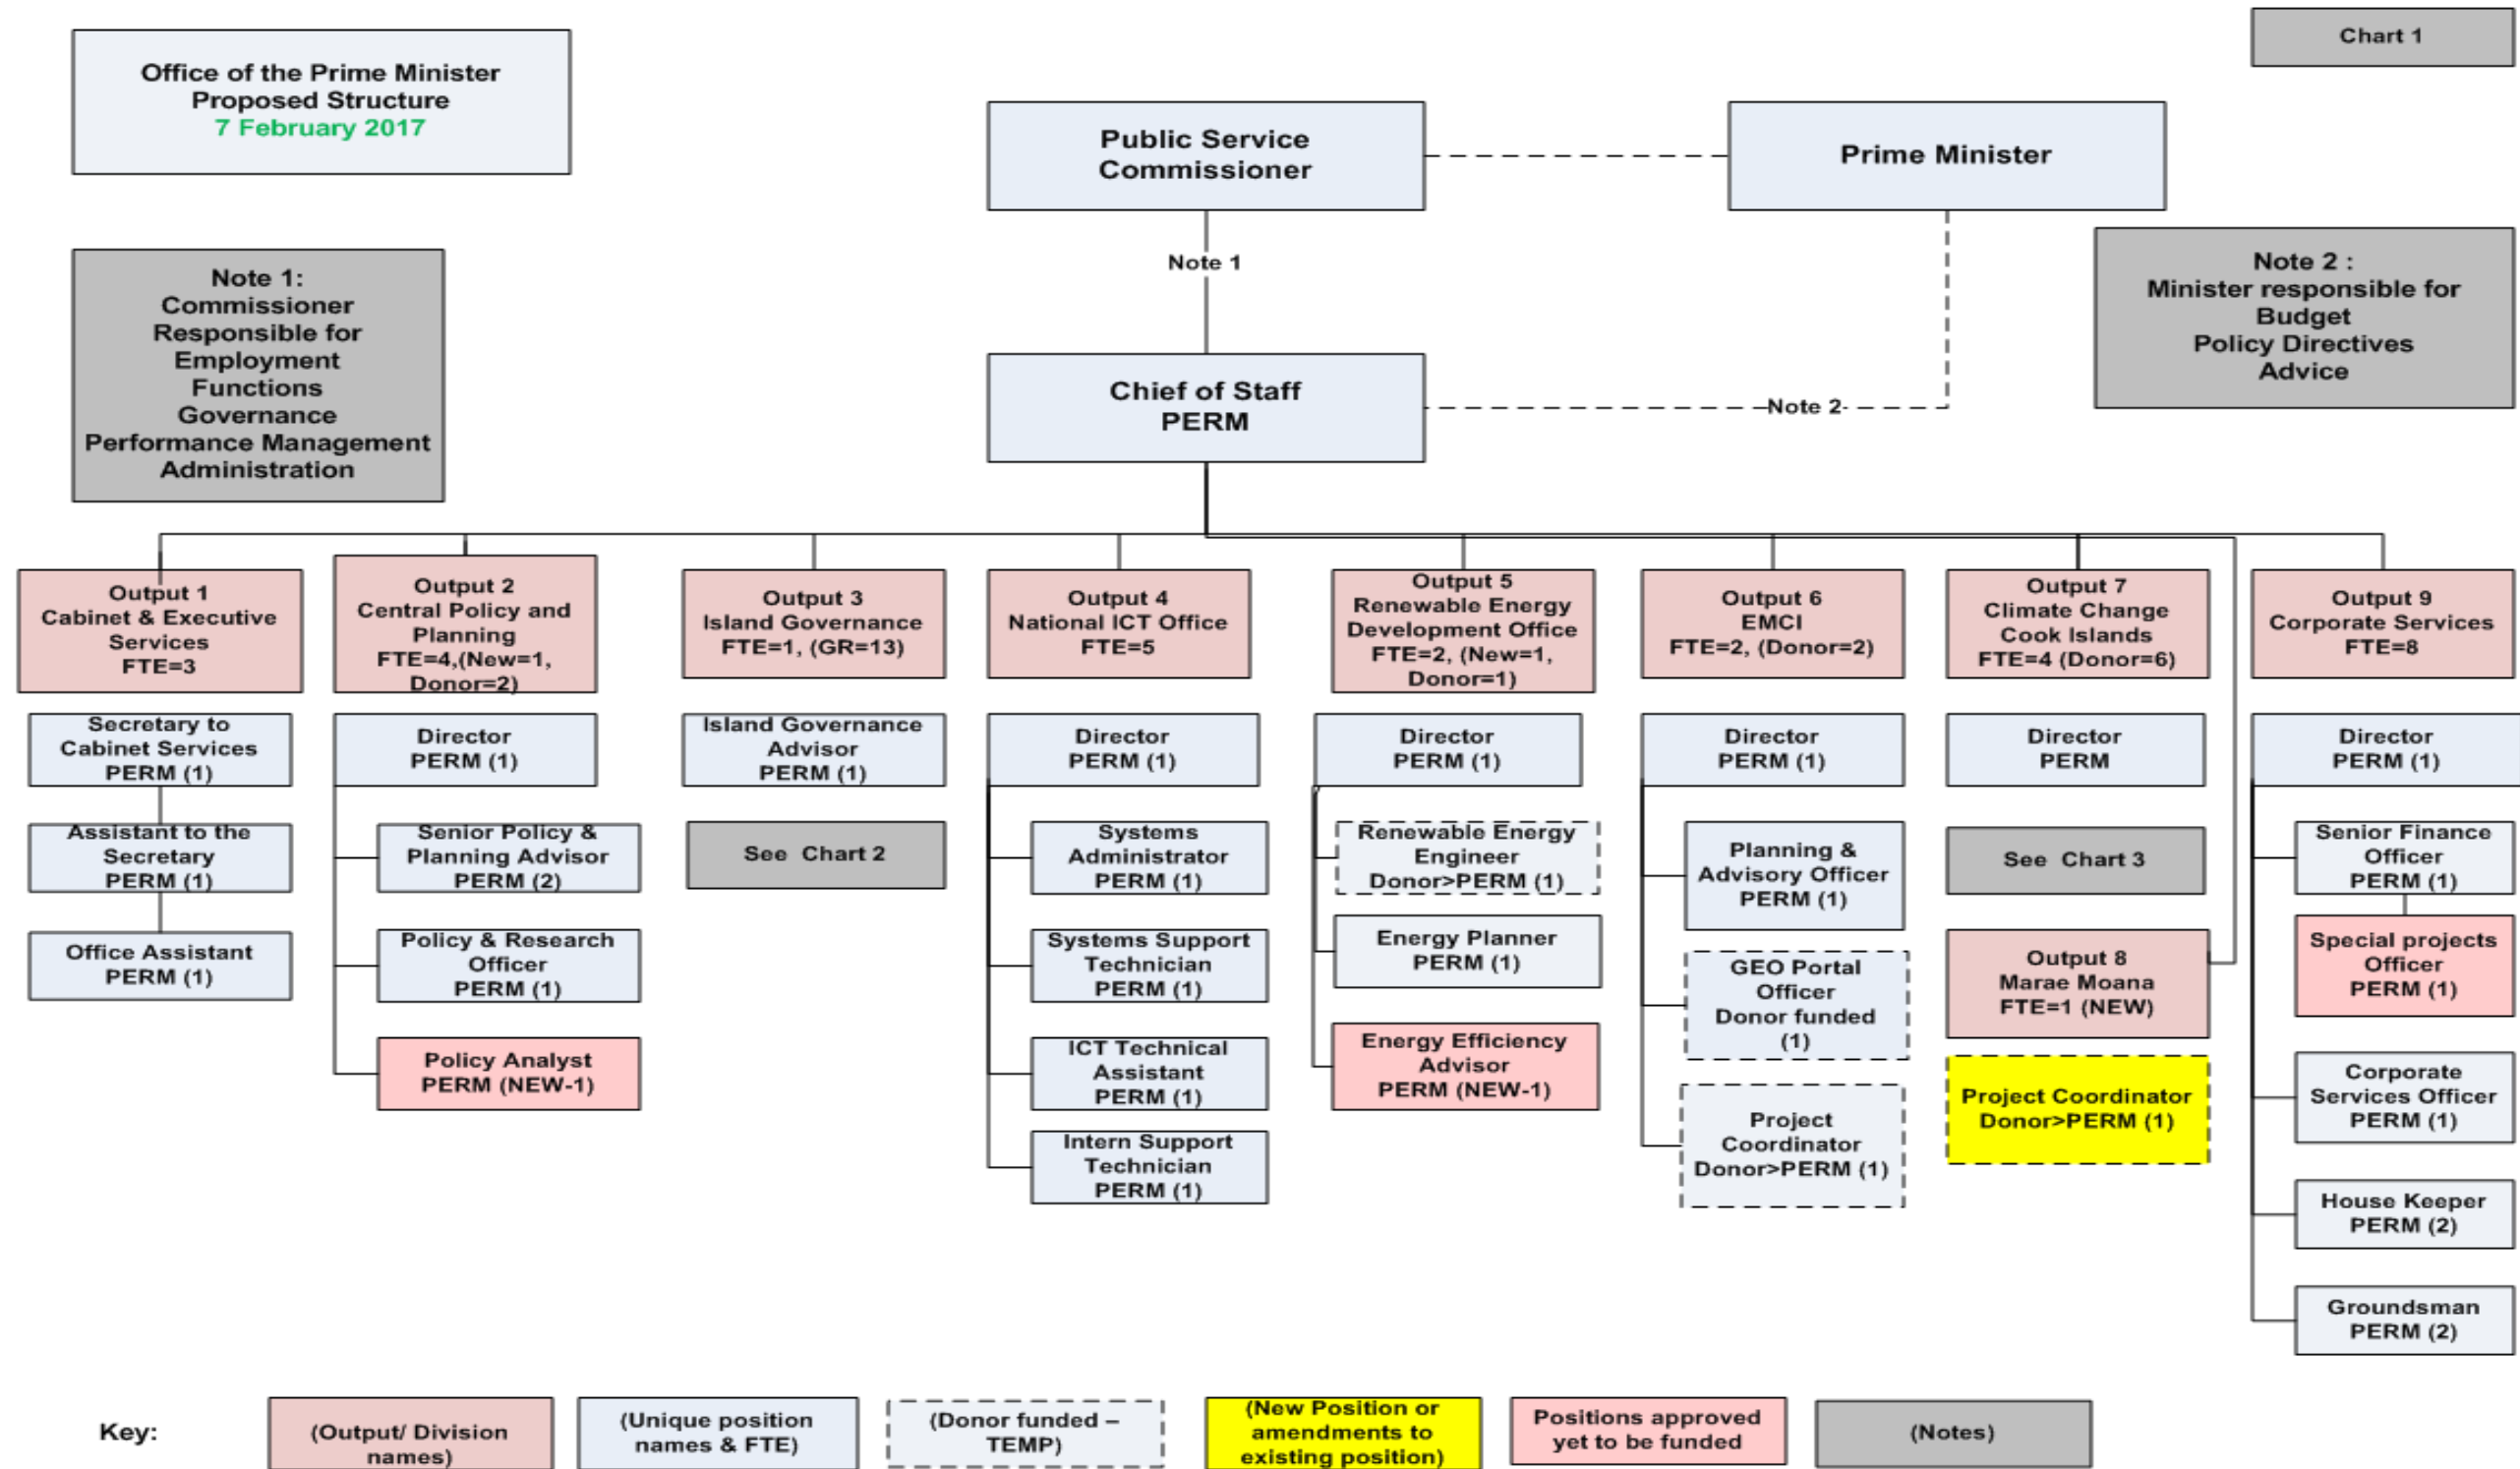 Chart 1
Office of the Prime Minister
Proposed Structure
7 February 2017
Public Service
Commissioner
Prime Minister
Note 1
Note 1:
Commissioner
Responsible for
Employment
Functions
Governance
Performance Management
Administration
Note 2 :
Minister responsible for
Budget
Policy Directives
Advice
Chief of Staff
PERM
Note 2
Output 1
Cabinet & Executive
Services
FTE=3
Secretary to
Cabinet Services
PERM (1)
Assistant to the
Secretary
PERM (1)
Office Assistant
PERM (1)
Output 2
Central Policy and
Planning
FTE=4,(New=1,
Donor=2)
Director
PERM (1)
Senior Policy &
Planning Advisor
PERM (2)
Policy & Research
Officer
PERM (1)
Policy Analyst
PERM (NEW-1)
Output 3
Island Governance
FTE=1, (GR=13)
Island Governance
Advisor
PERM (1)
See Chart 2
Output 4
National ICT Office
FTE=5
Director
PERM (1)
Systems
Administrator
PERM (1)
Systems Support
Technician
PERM (1)
ICT Technical
Assistant
PERM (1)
Intern Support
Technician
PERM (1)
Output 5
Renewable Energy
Development Office
FTE=2, (New=1,
Donor=1)
Director
PERM (1)
Renewable Energy
Engineer
Donor>PERM (1)
Energy Planner
PERM (1)
Energy Efficiency
Advisor
PERM (NEW-1)
Output 6
EMCI
FTE=2, (Donor=2)
Director
PERM (1)
Planning &
Advisory Officer
PERM (1)
GEO Portal
Officer
Donor funded
(1)
Project
Coordinator
Donor>PERM (1)
Output 7
Climate Change
Cook Islands
FTE=4 (Donor=6)
Director
PERM
See Chart 3
Output 8
Marae Moana
FTE=1 (NEW)
Project Coordinator
Donor>PERM (1)
Output 9
Corporate Services
FTE=8
Director
PERM (1)
Senior Finance
Officer
PERM (1)
Special projects
Officer
PERM (1)
Corporate
Services Officer
PERM (1)
House Keeper
PERM (2)
Groundsman
PERM (2)
Key:
(Output/ Division
names)
(Unique position
names & FTE)
(Donor funded –
TEMP)
(New Position or
amendments to
existing position)
Positions approved
yet to be funded
(Notes)